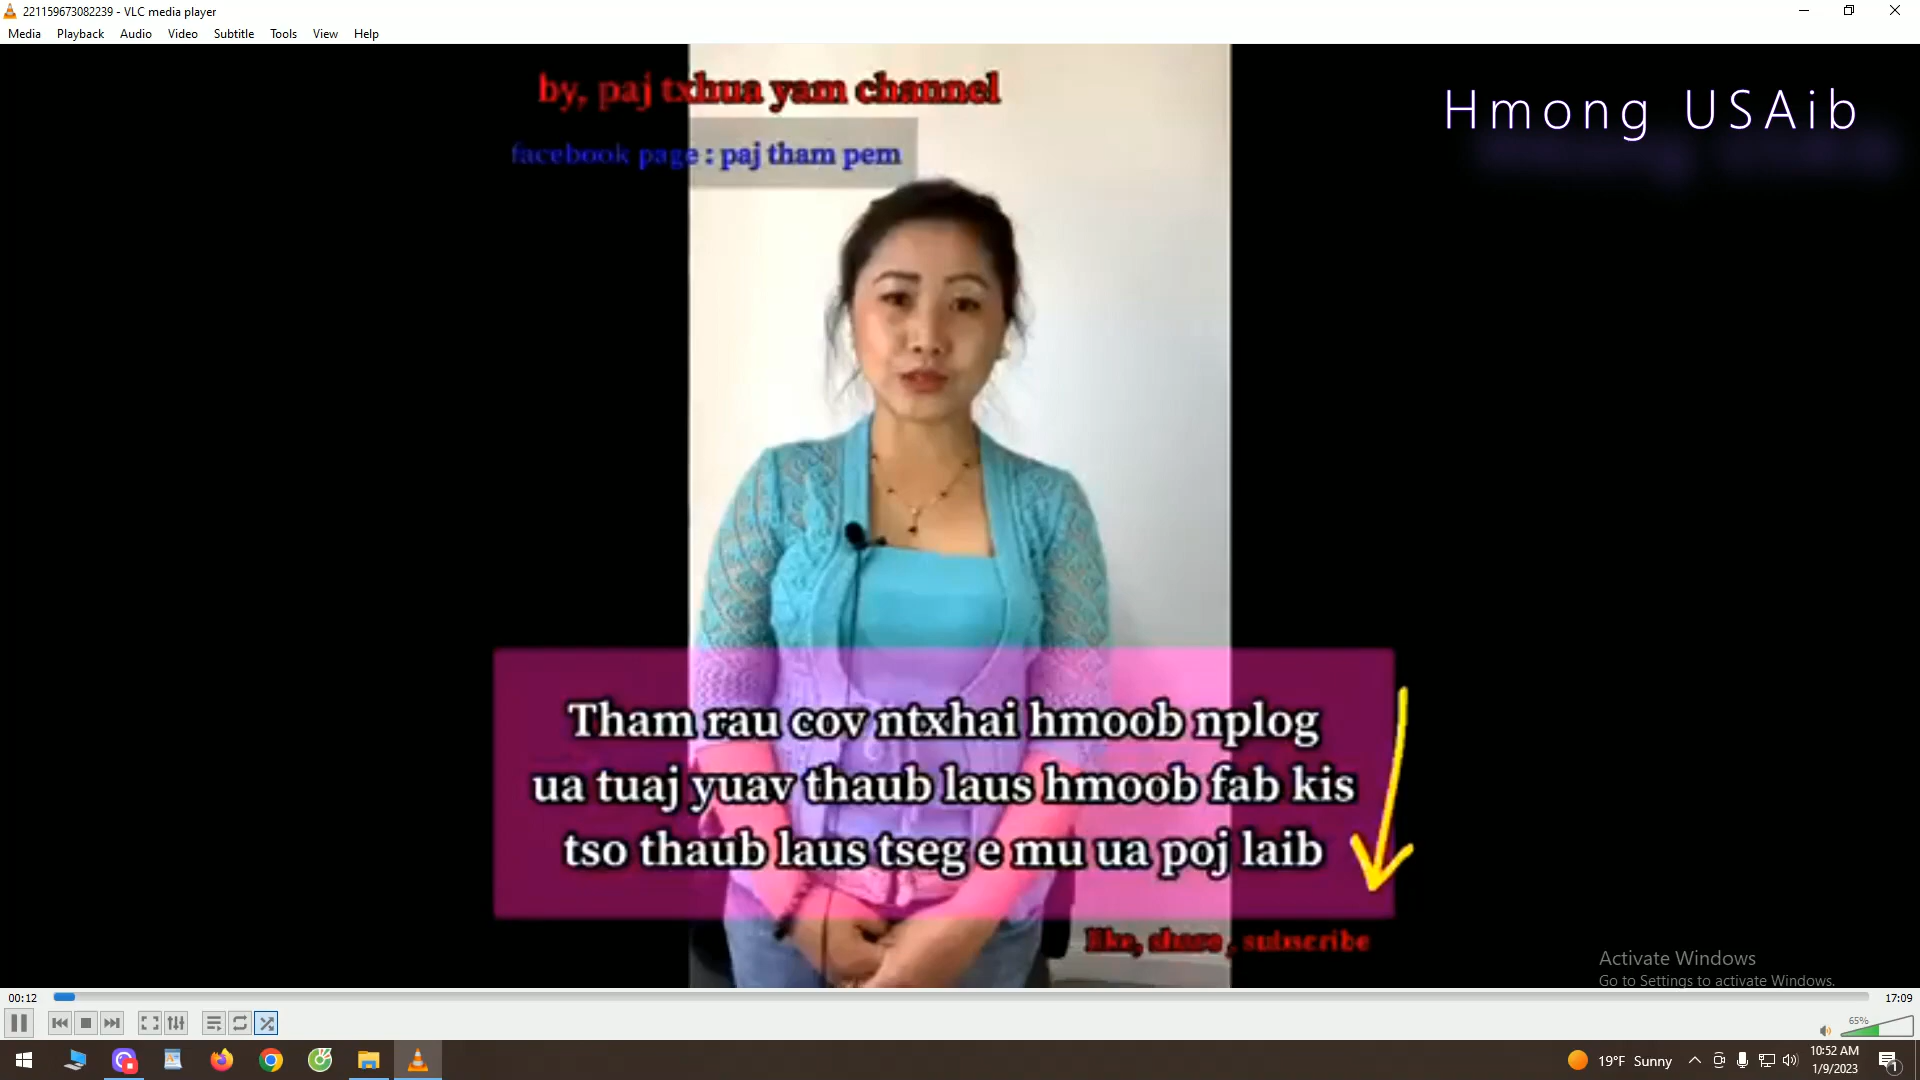 221159673082239 - VLC media player
Media Playback Audio Video Subtitle Tools View Help
by, paj txhua yam channel
Hmong USAib
facebook page : paj tham pem
Tham rau cov ntxhai hmoob nplog
ua tuaj yuav thaub laus hmoob fab kis
tso thaub laus tseg e mu ua poj laib
like, share , subscribe
Activate Windows
Go to Settings to activate Windows.
00:12
17:09
65%
19°F Sunny
10:52 AM
1/9/2023
1